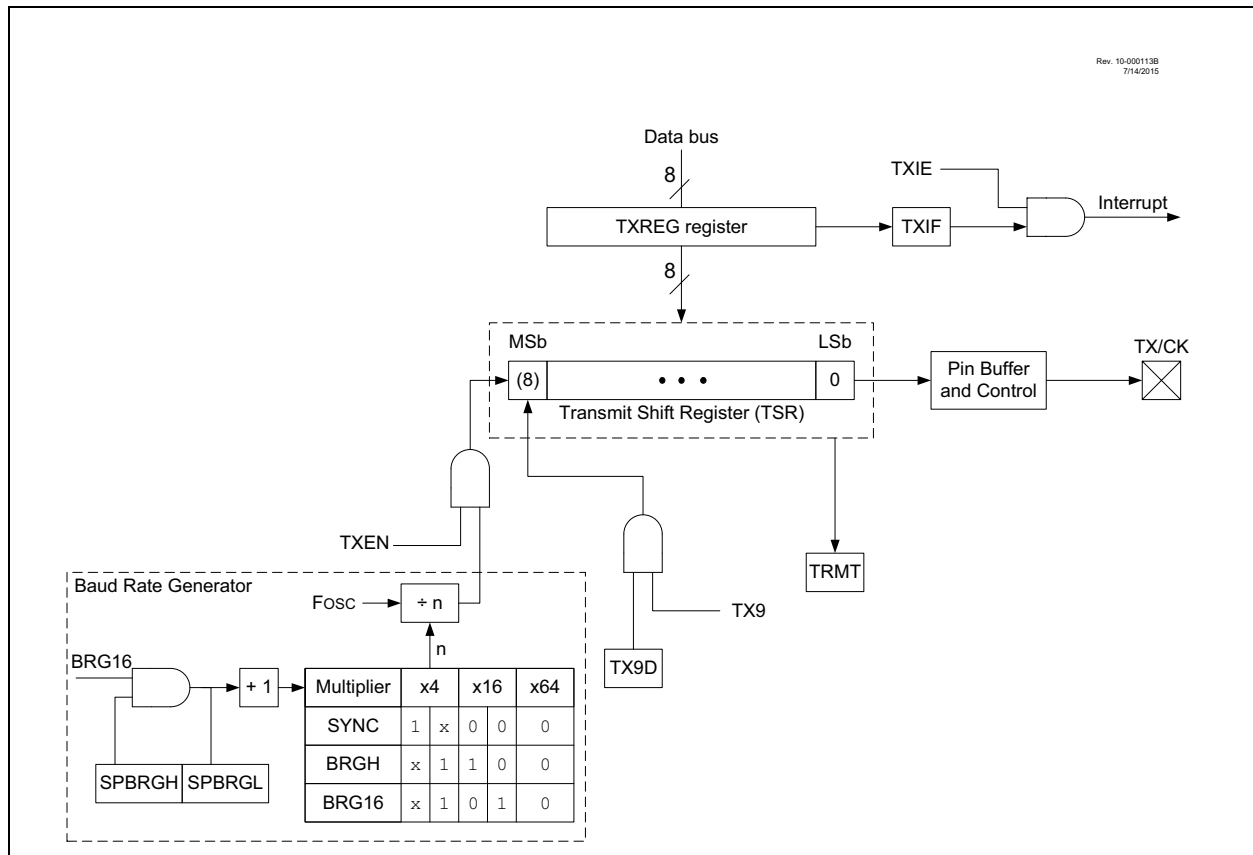 Rev. 10-000113B
7/14/2015
Data bus
8
TXIE
TXREG register
TXIF
Interrupt
8
MSb
LSb
TX/CK
(8)
• • •
0
Pin Buffer
and Control
Transmit Shift Register (TSR)
TXEN
TRMT
Baud Rate Generator
FOSC
÷ n
TX9
n
TX9D
BRG16
+ 1
Multiplier x4 x16 x64
SYNC 1 x 0 0 0
BRGH x 1 1 0 0
BRG16 x 1 0 1 0
SPBRGH SPBRGL